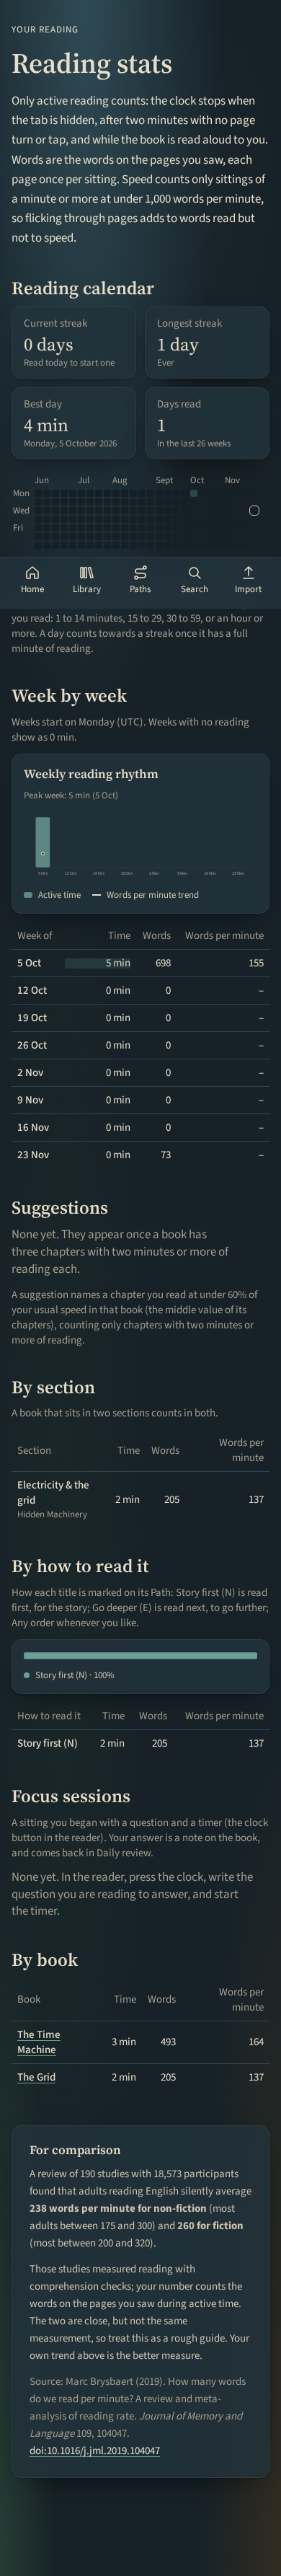 YOUR READING
Reading stats
Only active reading counts: the clock stops when
the tab is hidden, after two minutes with no page
turn or tap, and while the book is read aloud to you.
Words are the words on the pages you saw, each
page once per sitting. Speed counts only sittings of
a minute or more at under 1,000 words per minute,
so flicking through pages adds to words read but
not to speed.
Reading calendar
Current streak
0 days
Read today to start one
Longest streak
1 day
Ever
Best day
4 min
Monday, 5 October 2026
Days read
1
In the last 26 weeks
Jun Jul Aug Sept Oct Nov
Mon
Wed
Fri
Home Library Paths Search Import
you read: 1 to 14 minutes, 15 to 29, 30 to 59, or an hour or
more. A day counts towards a streak once it has a full
minute of reading.
Week by week
Weeks start on Monday (UTC). Weeks with no reading
show as 0 min.
Weekly reading rhythm
Peak week: 5 min (5 Oct)
5 Oct 12 Oct 19 Oct 26 Oct 2 Nov 9 Nov 16 Nov 23 Nov
Active time Words per minute trend
Week of Time Words Words per minute
5 Oct 5 min 698 155
12 Oct 0 min 0 –
19 Oct 0 min 0 –
26 Oct 0 min 0 –
2 Nov 0 min 0 –
9 Nov 0 min 0 –
16 Nov 0 min 0 –
23 Nov 0 min 73 –
Suggestions
None yet. They appear once a book has
three chapters with two minutes or more of
reading each.
A suggestion names a chapter you read at under 60% of
your usual speed in that book (the middle value of its
chapters), counting only chapters with two minutes or
more of reading.
By section
A book that sits in two sections counts in both.
Section Time Words Words per
minute
Electricity & the
grid
Hidden Machinery
2 min 205 137
By how to read it
How each title is marked on its Path: Story first (N) is read
first, for the story; Go deeper (E) is read next, to go further;
Any order whenever you like.
Story first (N) · 100%
How to read it Time Words Words per minute
Story first (N) 2 min 205 137
Focus sessions
A sitting you began with a question and a timer (the clock
button in the reader). Your answer is a note on the book,
and comes back in Daily review.
None yet. In the reader, press the clock, write the
question you are reading to answer, and start
the timer.
By book
Book Time Words Words per
minute
The Time
Machine
3 min 493 164
The Grid 2 min 205 137
For comparison
A review of 190 studies with 18,573 participants
found that adults reading English silently average
238 words per minute for non-fiction (most
adults between 175 and 300) and 260 for fiction
(most between 200 and 320).
Those studies measured reading with
comprehension checks; your number counts the
words on the pages you saw during active time.
The two are close, but not the same
measurement, so treat this as a rough guide. Your
own trend above is the better measure.
Source: Marc Brysbaert (2019). How many words
do we read per minute? A review and meta-
analysis of reading rate. Journal of Memory and
Language 109, 104047.
doi:10.1016/j.jml.2019.104047